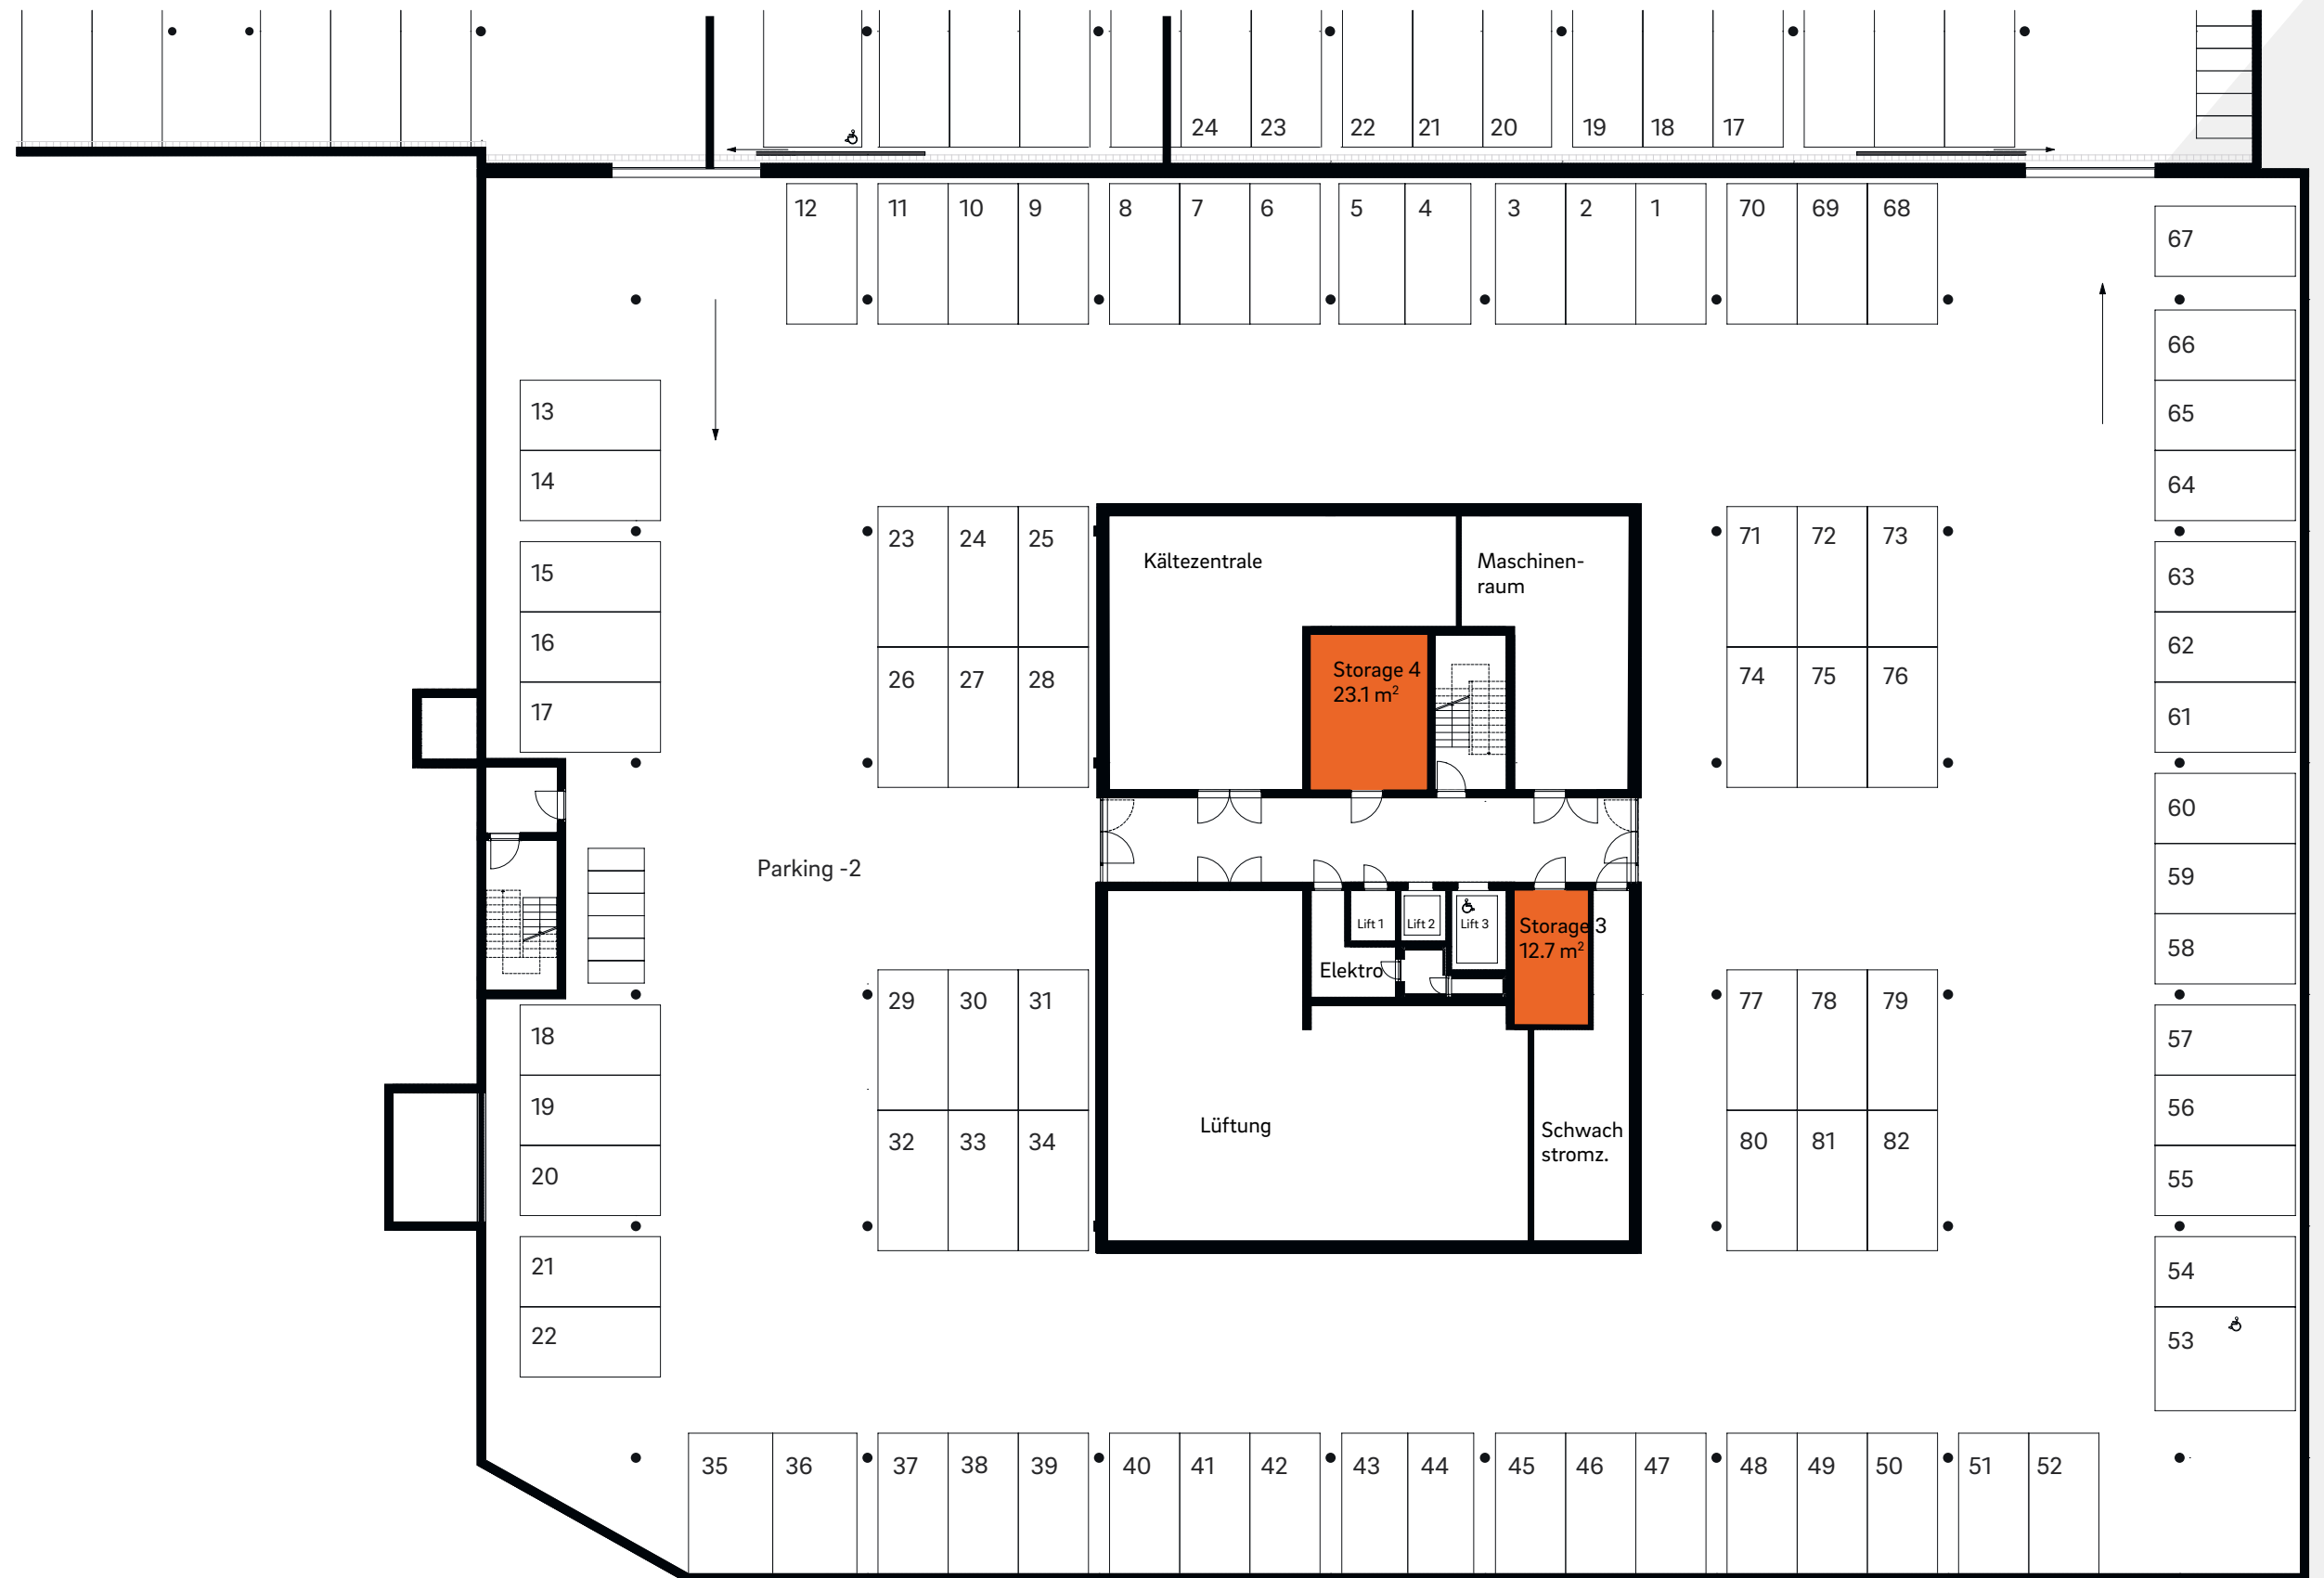 24 23 22 21 20 19 18 17
12 11 10 9 8 7 6 5 4 3 2 1 70 69 68
67
66
13
65
14
64
23 24 25
71 72 73
Kältezentrale
Maschinen-
raum
15
63
16
62
26 27 28
Storage 4
23.1 m²
74 75 76
17
61
60
Parking -2
59
Lift 1
Lift 2
Lift 3
Storage 3
12.7 m²
58
Elektro
29 30 31
77 78 79
18
57
19
56
Lüftung
Schwach
stromz.
32 33 34
80 81 82
20
55
21
54
22
53
35 36 37 38 39 40 41 42 43 44 45 46 47 48 49 50 51 52